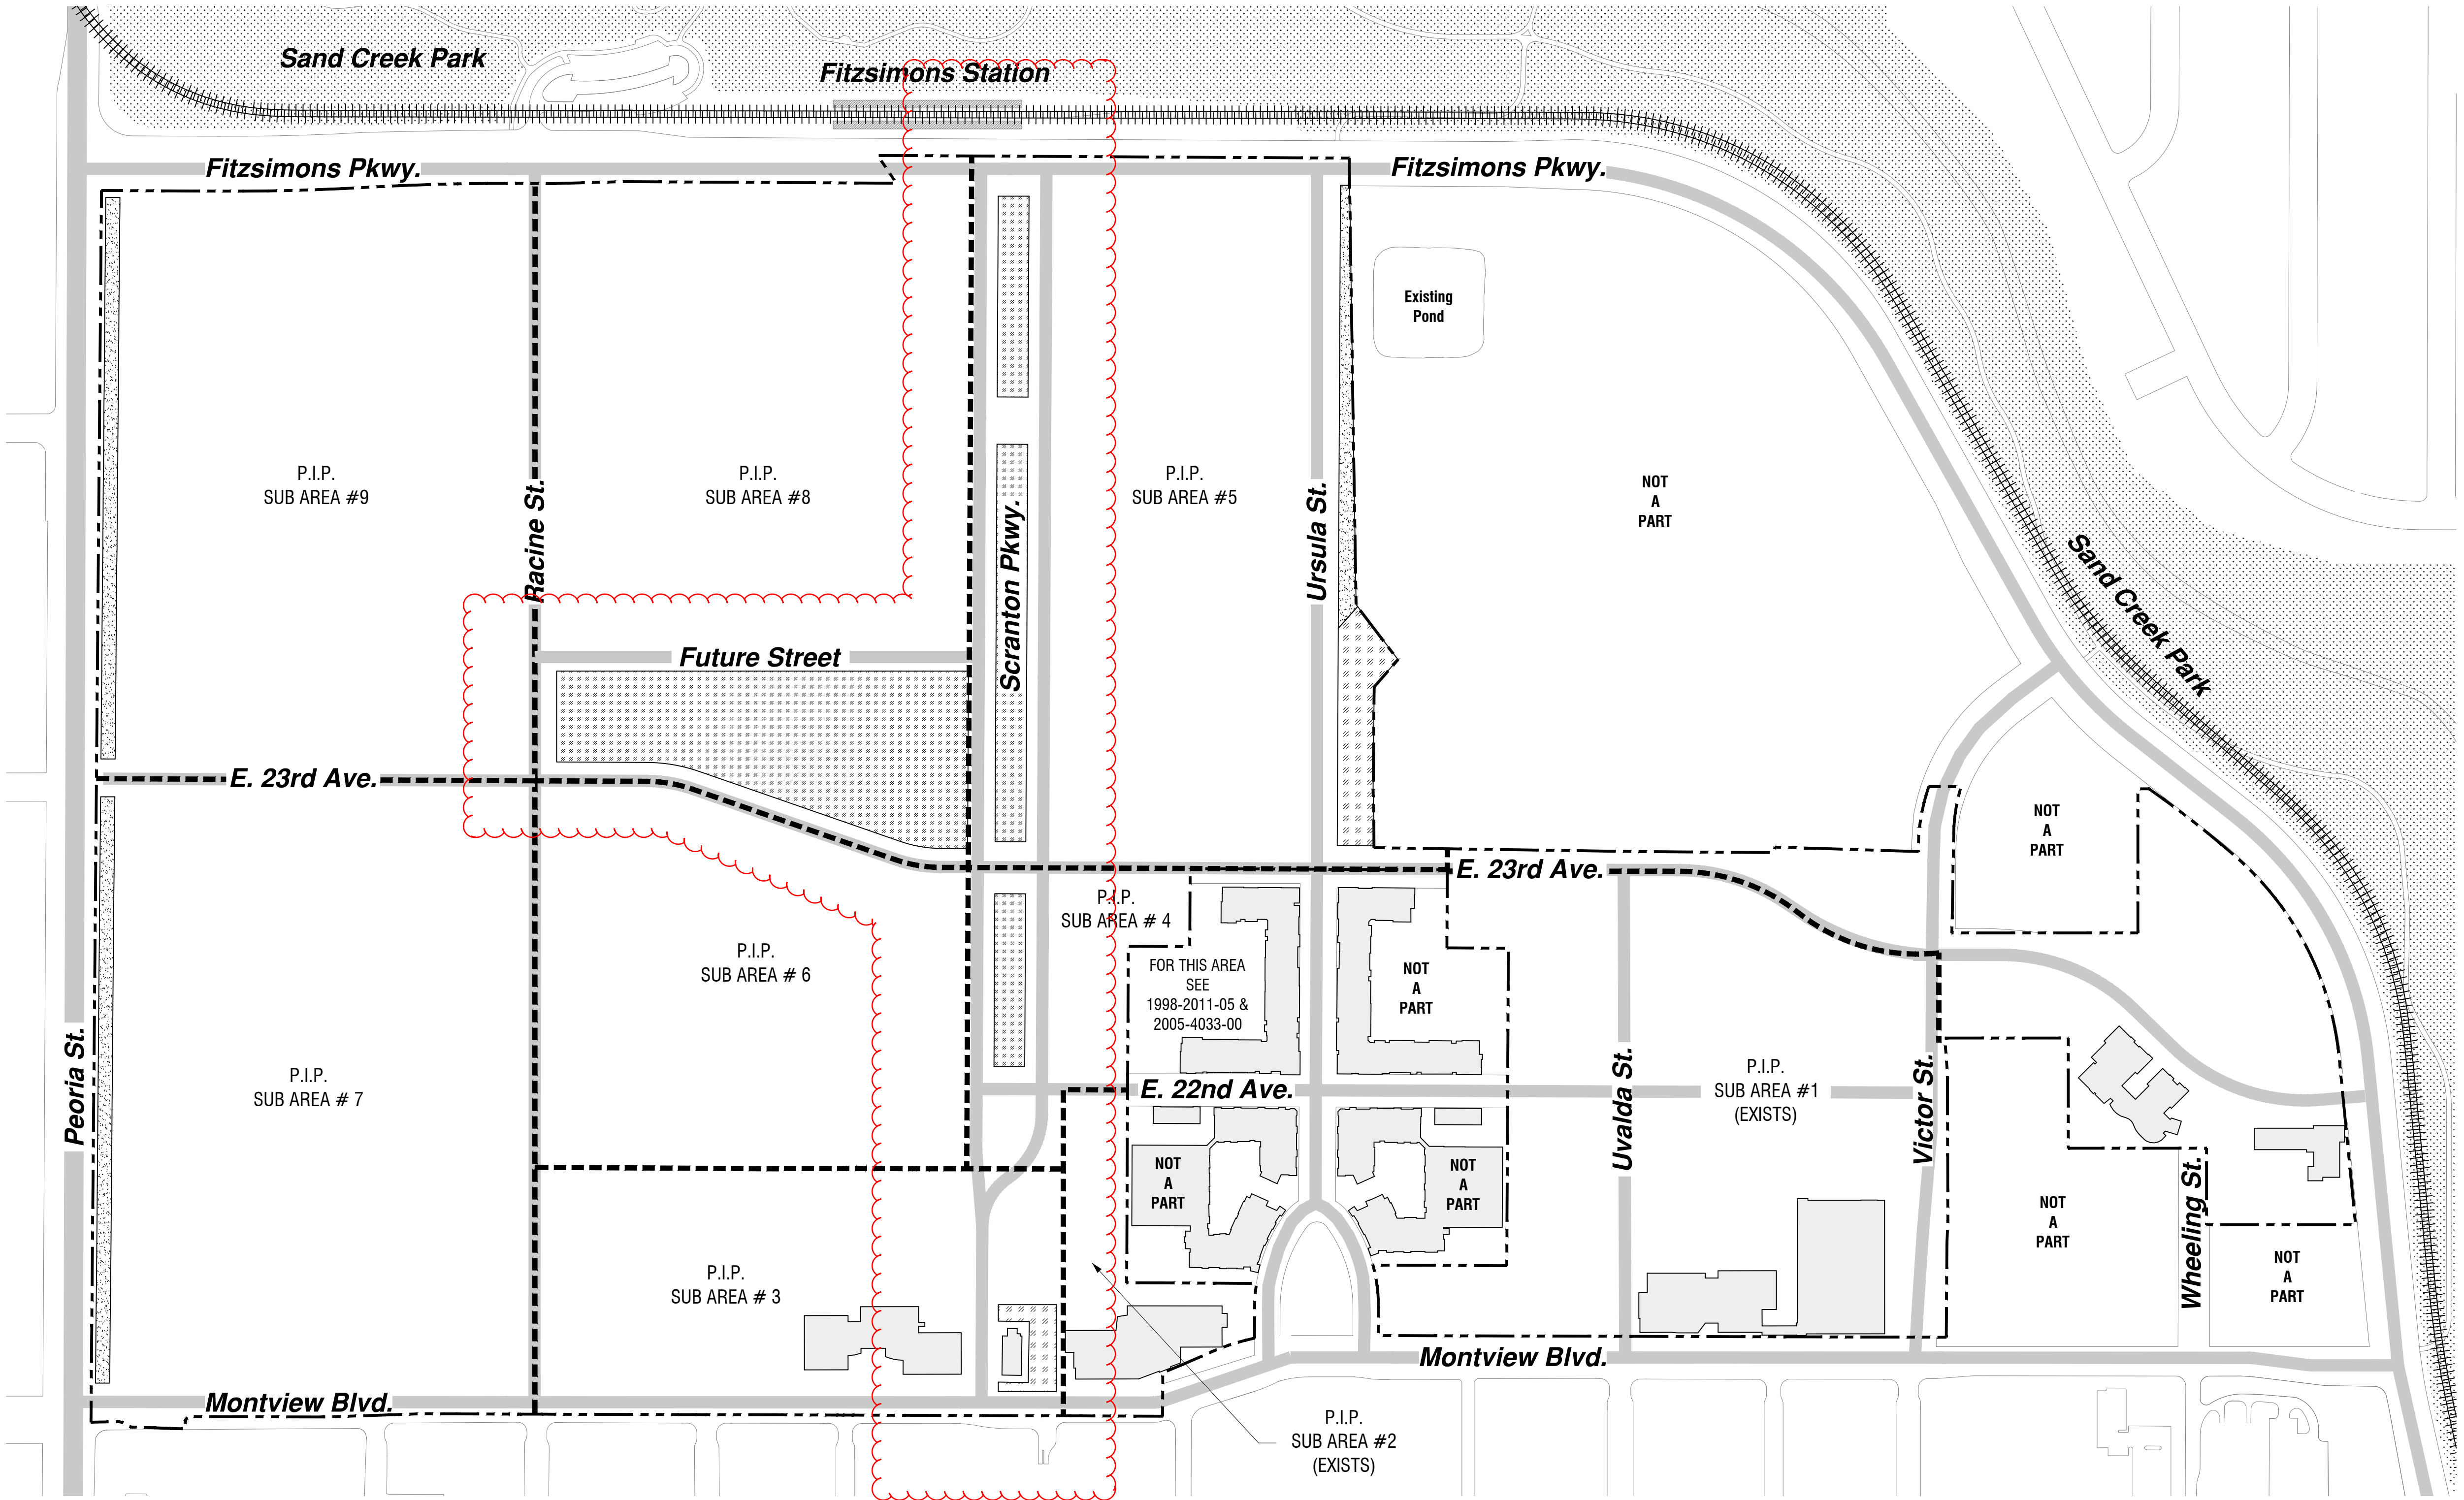 Sand Creek Park
Fitzsimons Station
Fitzsimons Pkwy.
Fitzsimons Pkwy.
Existing
Pond
P.I.P.
SUB AREA #9
Racine St.
P.I.P.
SUB AREA #8
Scranton Pkwy.
P.I.P.
SUB AREA #5
Ursula St.
NOT
A
PART
Sand Creek Park
Future Street
E. 23rd Ave.
E. 23rd Ave.
NOT
A
PART
P.I.P.
SUB AREA # 4
P.I.P.
SUB AREA # 6
FOR THIS AREA
SEE
1998-2011-05 &
2005-4033-00
NOT
A
PART
Peoria St.
P.I.P.
SUB AREA # 7
E. 22nd Ave.
Uvalda St.
P.I.P.
SUB AREA #1
(EXISTS)
Victor St.
NOT
A
PART
NOT
A
PART
NOT
A
PART
Wheeling St.
NOT
A
PART
P.I.P.
SUB AREA # 3
Montview Blvd.
Montview Blvd.
P.I.P.
SUB AREA #2
(EXISTS)